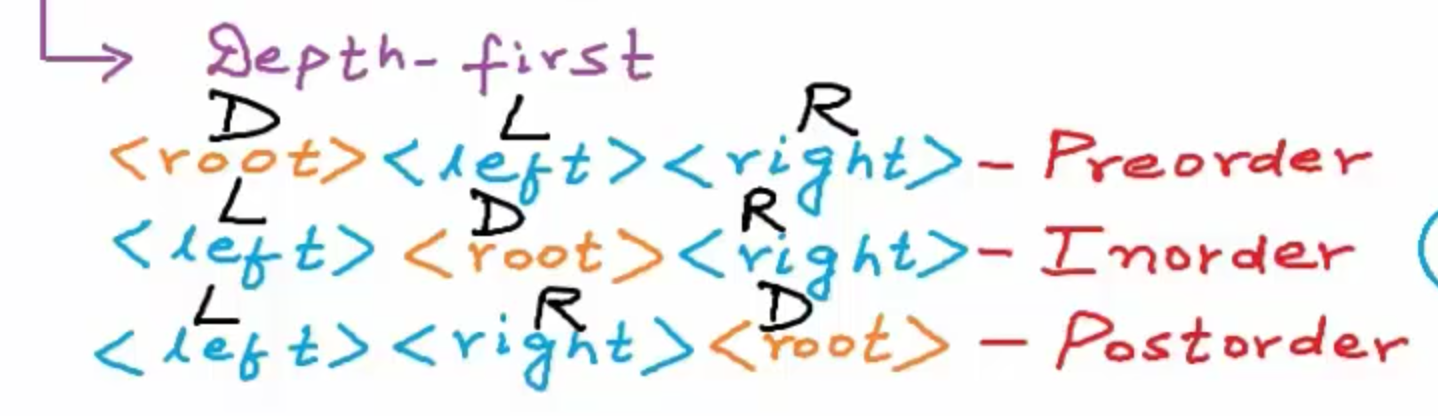 Depth-first
D L R
<root><left><right> - Preorder
L D R
<left> <root><right> - Inorder
L R D
<left><right><root> - Postorder